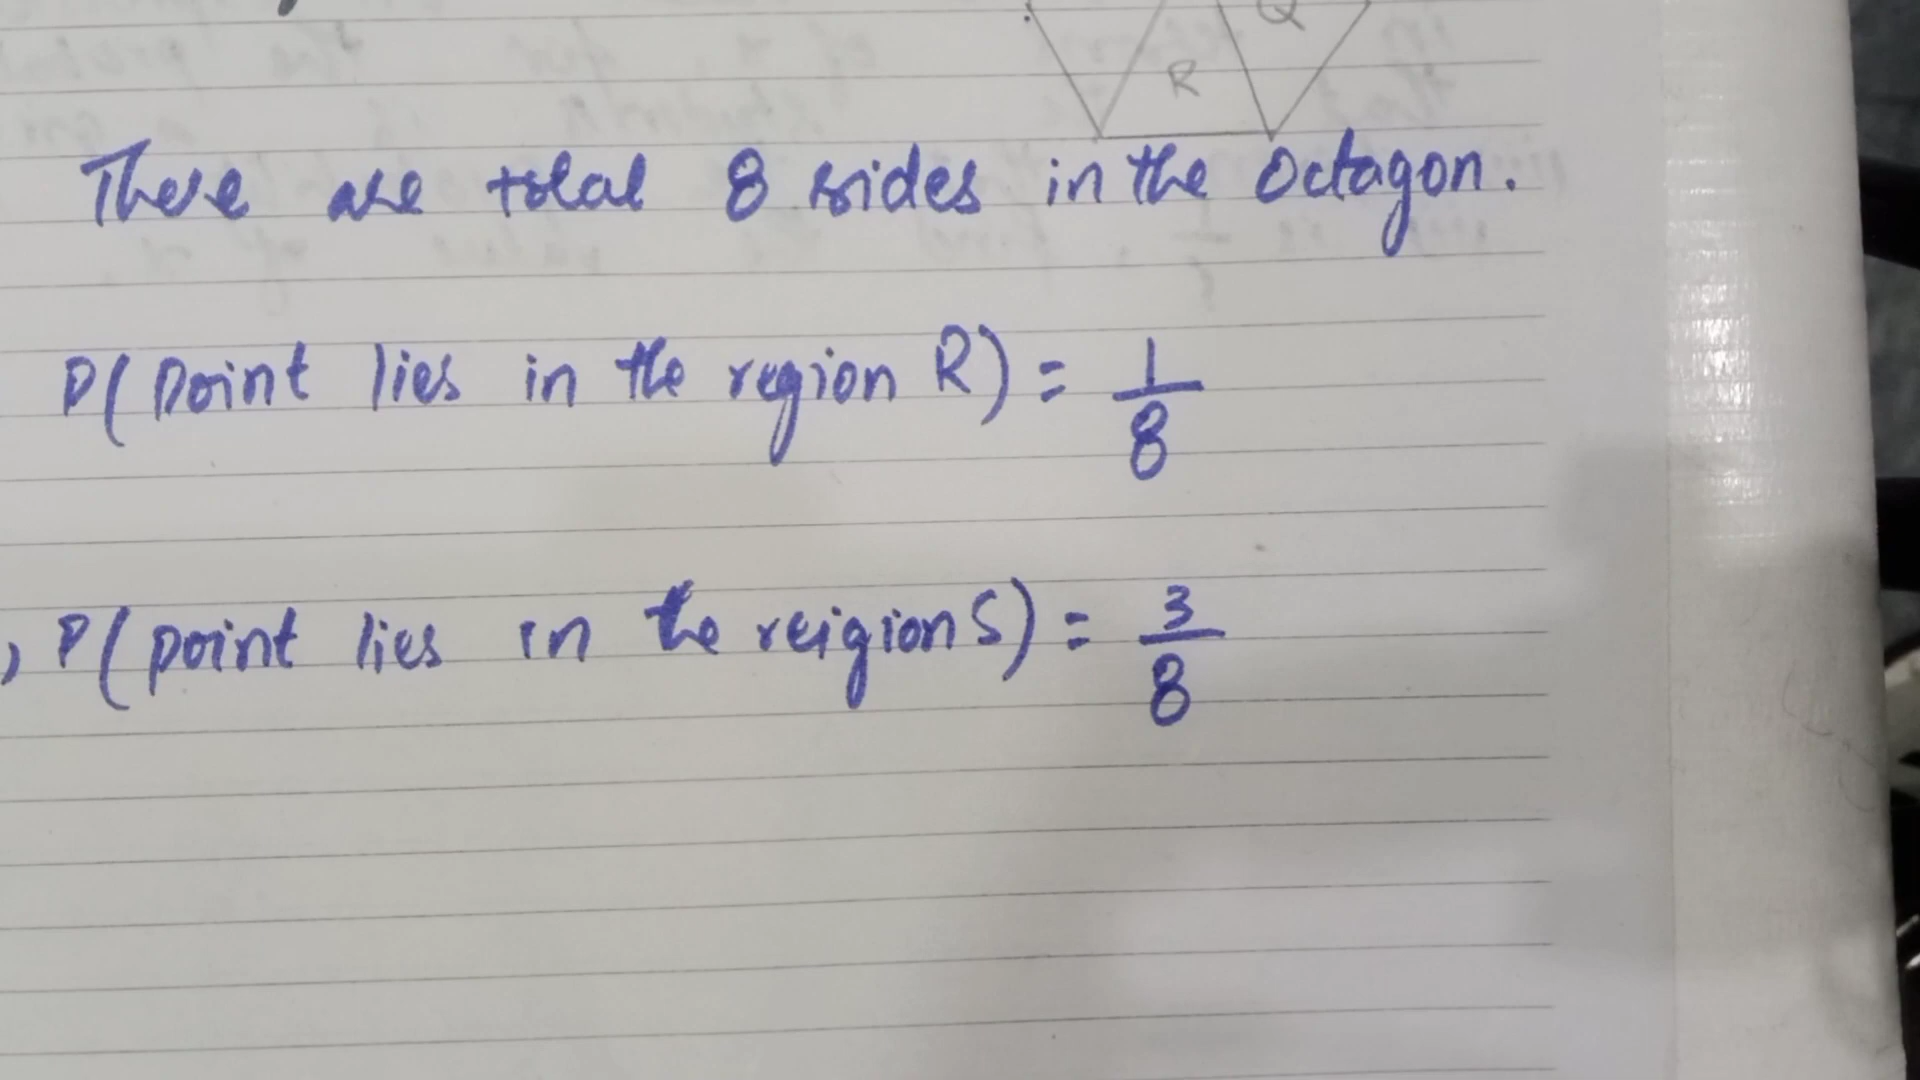 Q
R
There are total 8 sides in the Octagon.
P( Point lies in the region R) = 1/8
, P( point lies in the reigion S) = 3/8